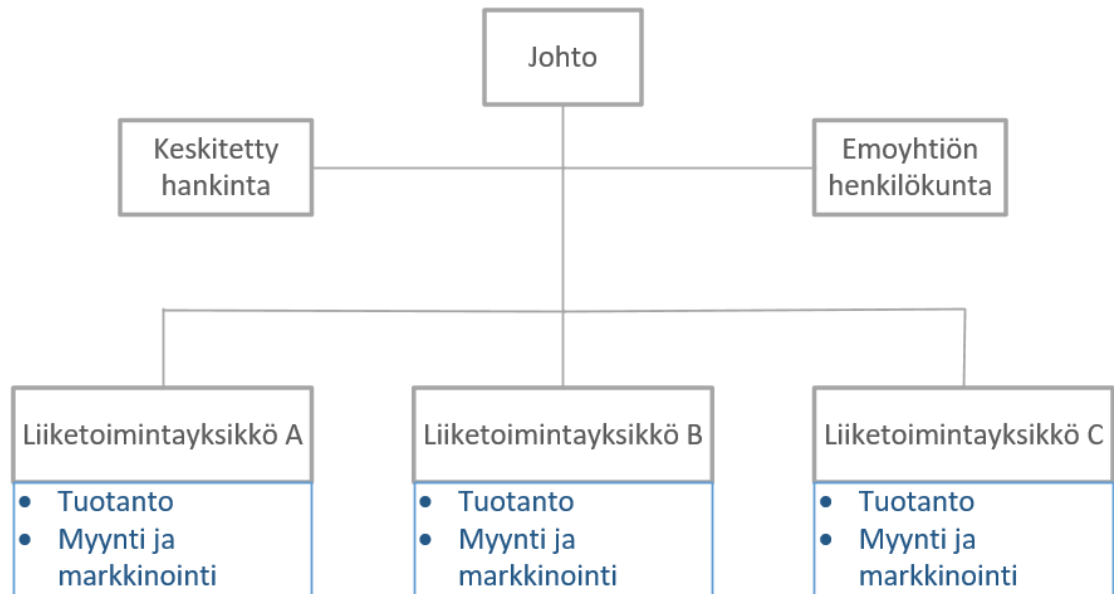 Johto
Keskitetty
hankinta
Emoyhtiön
henkilökunta
Liiketoimintayksikkö A
Liiketoimintayksikkö B
Liiketoimintayksikkö C
• Tuotanto
• Myynti ja
markkinointi
• Tuotanto
• Myynti ja
markkinointi
• Tuotanto
• Myynti ja
markkinointi